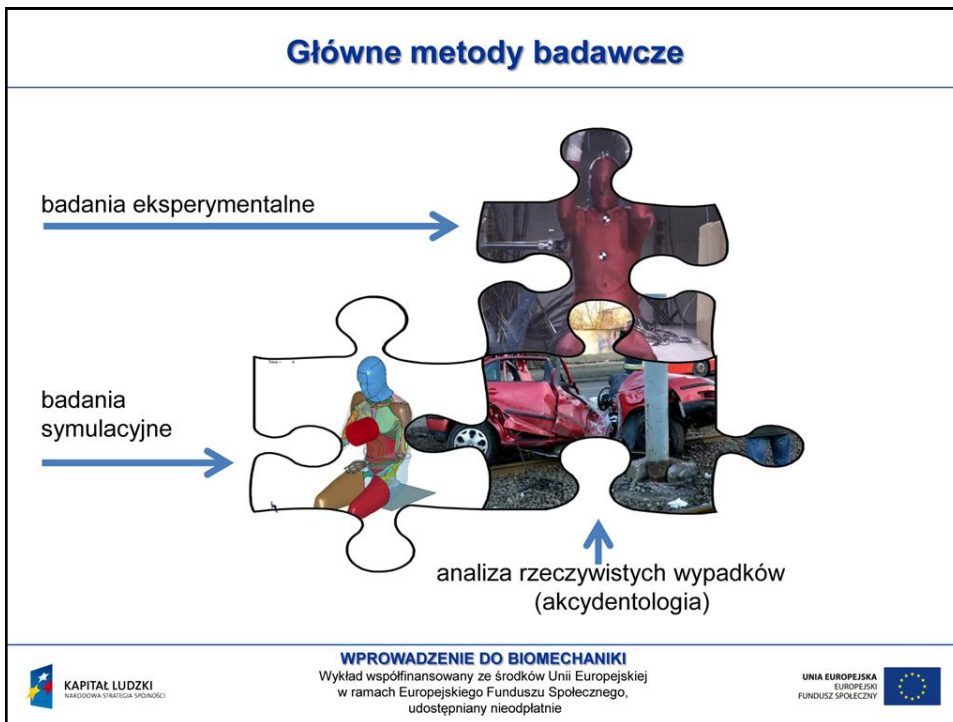 Główne metody badawcze
badania eksperymentalne
badania
symulacyjne
analiza rzeczywistych wypadków
(akcydentologia)
WPROWADZENIE DO BIOMECHANIKI
Wykład współfinansowany ze środków Unii Europejskiej
w ramach Europejskiego Funduszu Społecznego,
udostępniany nieodpłatnie
KAPITAŁ LUDZKI
NARODOWA STRATEGIA SPÓJNOŚCI
UNIA EUROPEJSKA
EUROPEJSKI
FUNDUSZ SPOŁECZNY